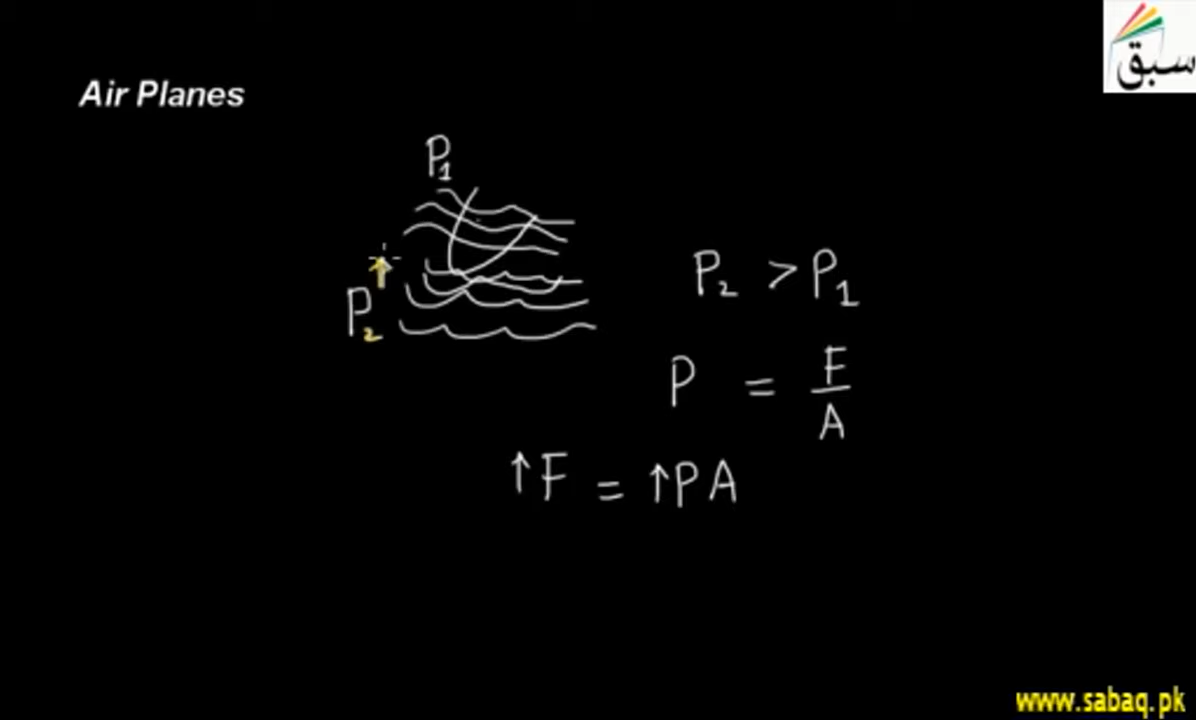 سبق
Air Planes
P₁
P₂ ↑
P₂ > P₁
P = F/A
↑F = ↑PA
www.sabaq.pk